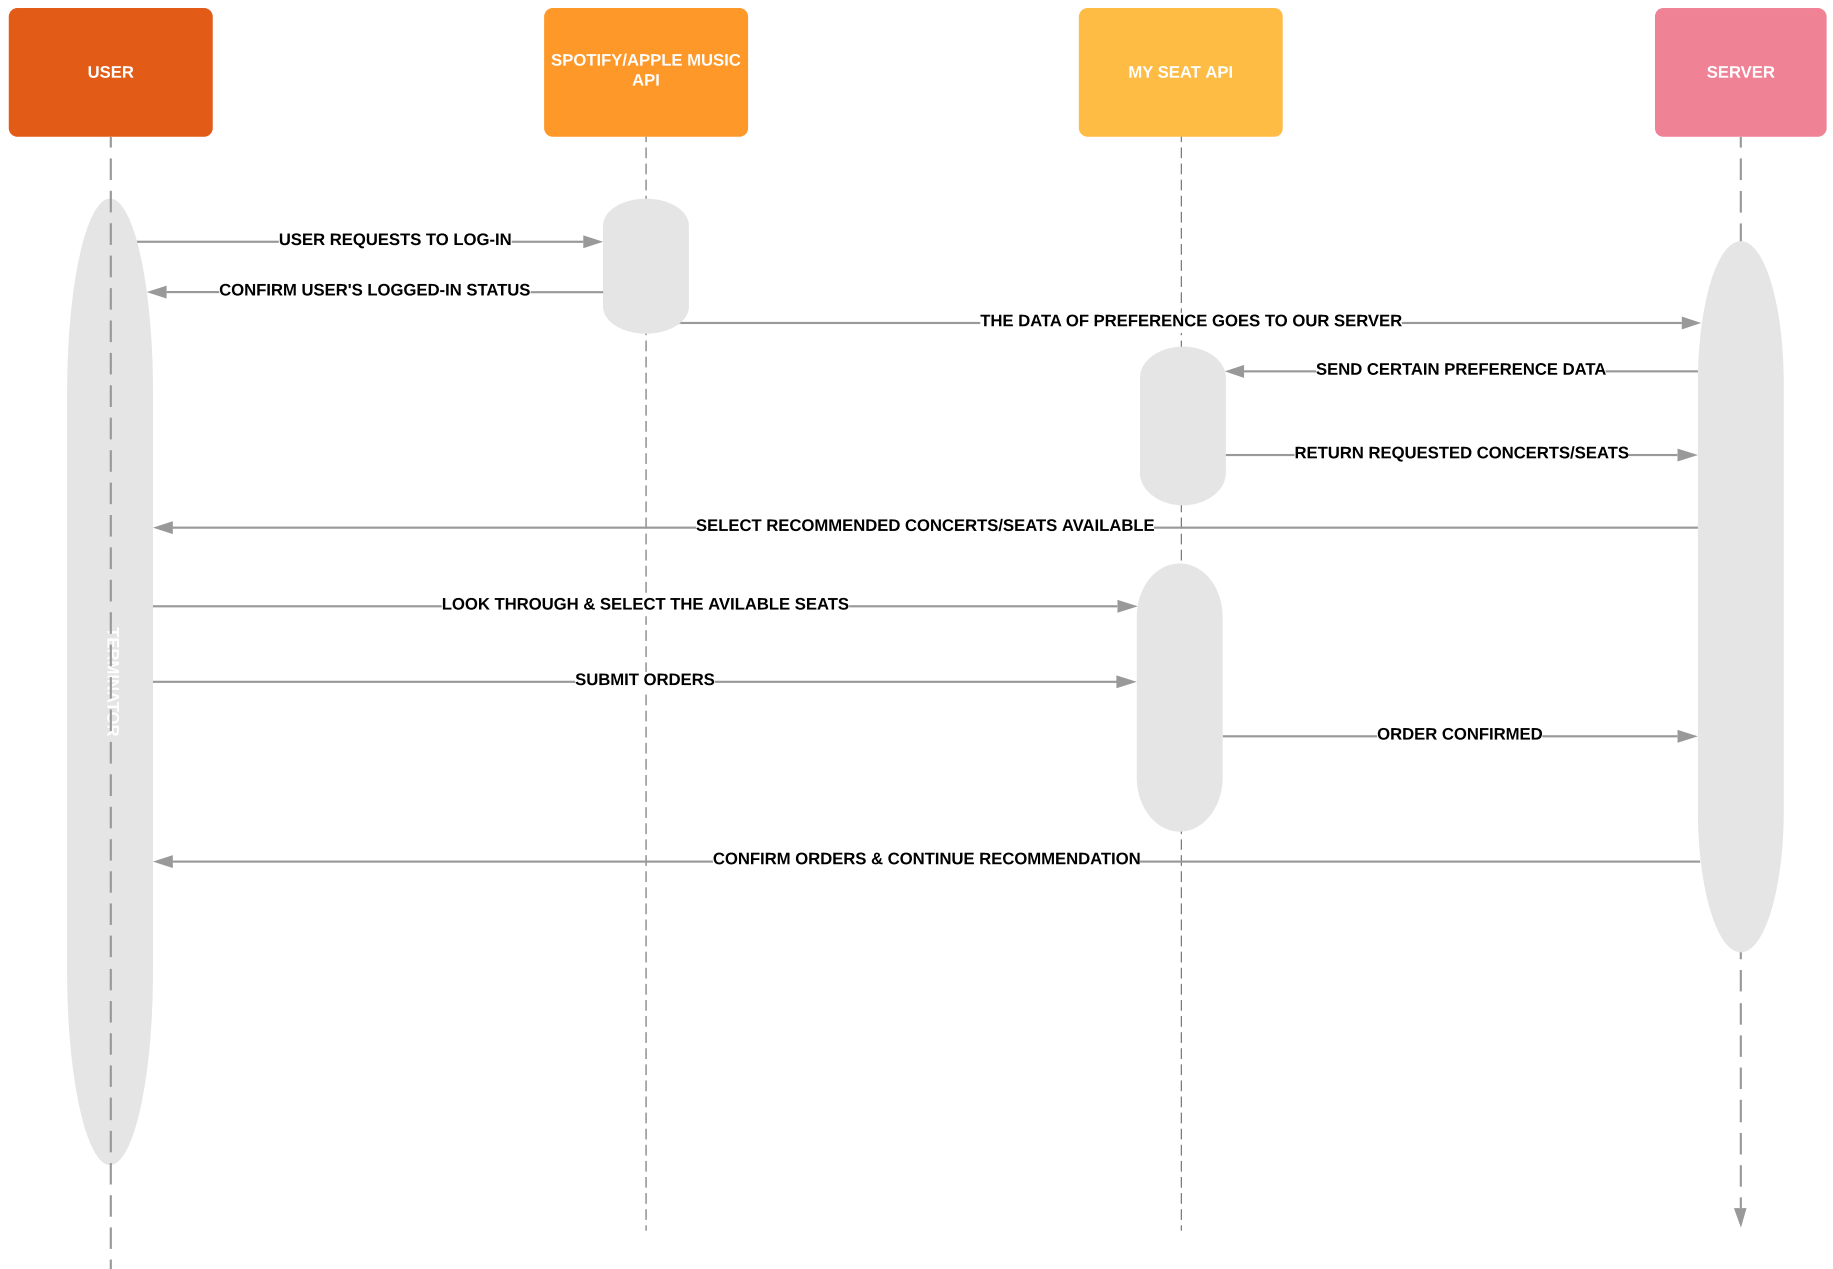 USER
SPOTIFY/APPLE MUSIC
API
MY SEAT API
SERVER
USER REQUESTS TO LOG-IN
CONFIRM USER'S LOGGED-IN STATUS
THE DATA OF PREFERENCE GOES TO OUR SERVER
SEND CERTAIN PREFERENCE DATA
RETURN REQUESTED CONCERTS/SEATS
SELECT RECOMMENDED CONCERTS/SEATS AVAILABLE
LOOK THROUGH & SELECT THE AVILABLE SEATS
TERMINATOR
SUBMIT ORDERS
ORDER CONFIRMED
CONFIRM ORDERS & CONTINUE RECOMMENDATION